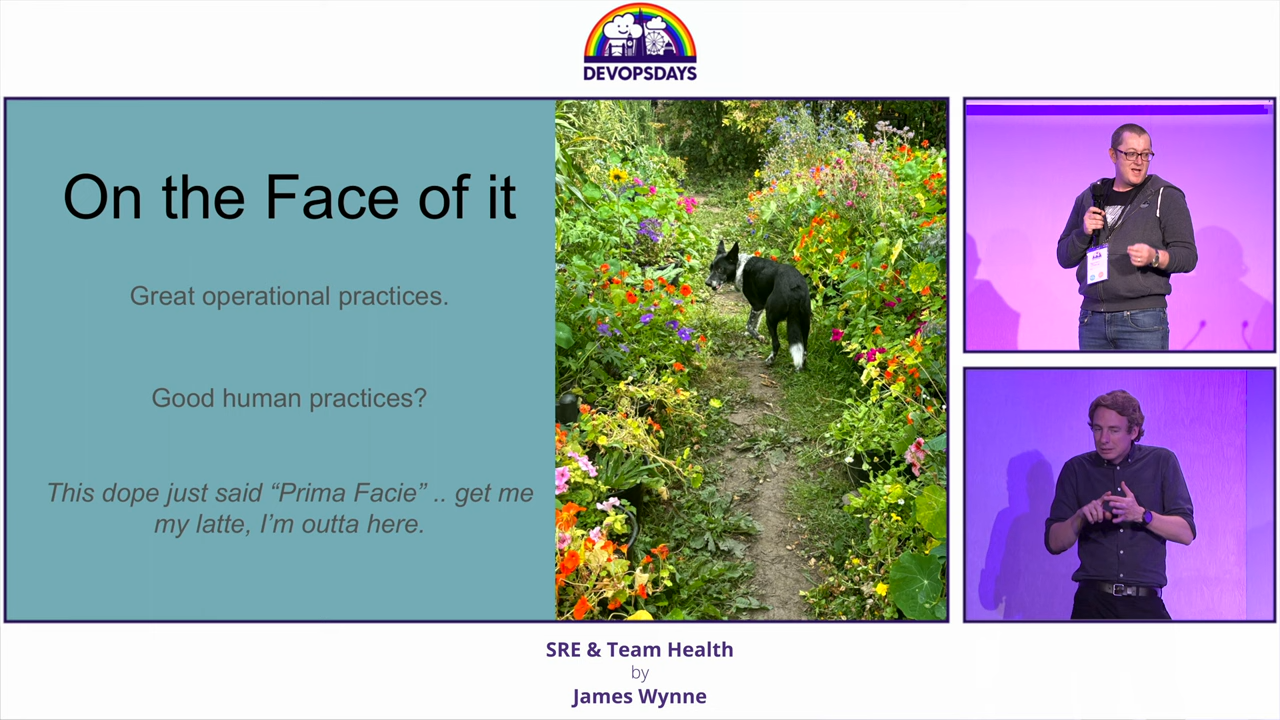 DEVOPSDAYS
On the Face of it
Great operational practices.
Good human practices?
This dope just said “Prima Facie” .. get me
my latte, I’m outta here.
SRE & Team Health
by
James Wynne